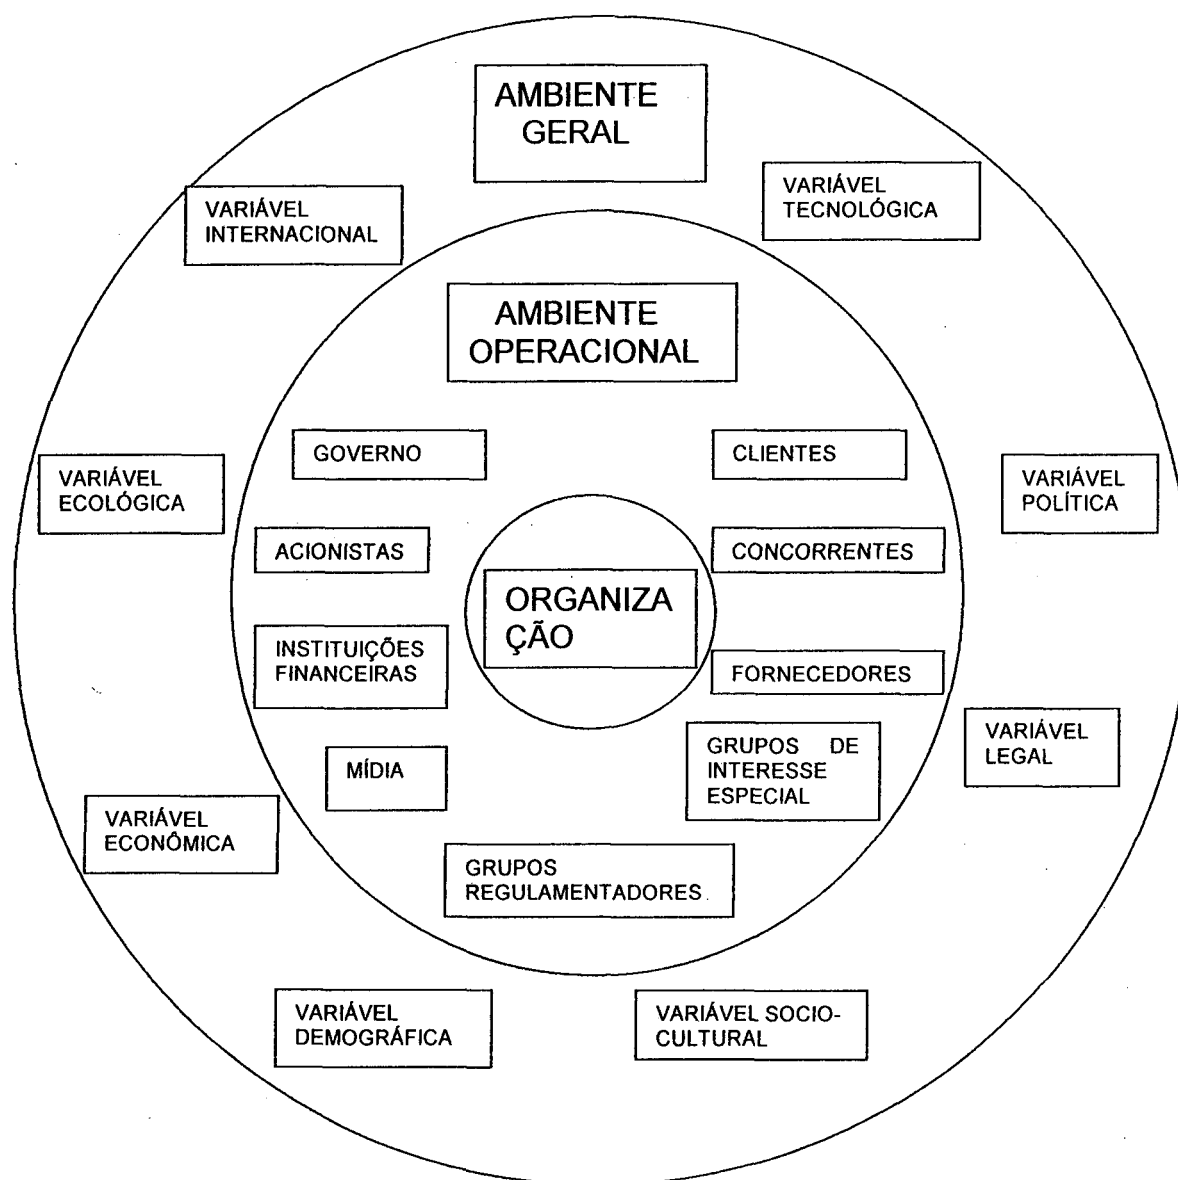 AMBIENTE
GERAL
VARIÁVEL
TECNOLÓGICA
VARIÁVEL
INTERNACIONAL
AMBIENTE
OPERACIONAL
GOVERNO
CLIENTES
VARIÁVEL
ECOLÓGICA
VARIÁVEL
POLÍTICA
ACIONISTAS
CONCORRENTES
ORGANIZA
ÇÃO
INSTITUIÇÕES
FINANCEIRAS
FORNECEDORES
VARIÁVEL
LEGAL
GRUPOS DE
INTERESSE
ESPECIAL
MÍDIA
VARIÁVEL
ECONÔMICA
GRUPOS
REGULAMENTADORES
VARIÁVEL
DEMOGRÁFICA
VARIÁVEL SOCIO-
CULTURAL